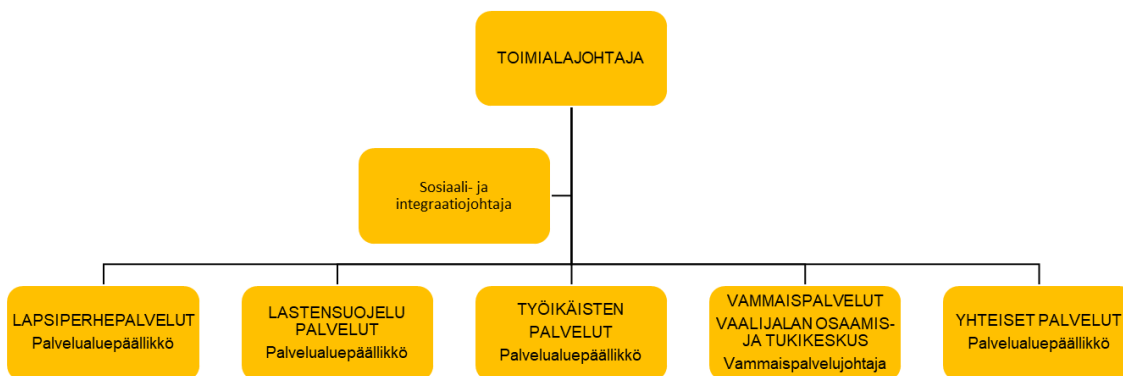 TOIMIALAJOHTAJA
Sosiaali- ja
integraatiojohtaja
LAPSIPERHEPALVELUT
Palvelualuepäällikkö
LASTENSUOJELU
PALVELUT
Palvelualuepäällikkö
TYÖIKÄISTEN
PALVELUT
Palvelualuepäällikkö
VAMMAISPALVELUT
VAALIJALAN OSAAMIS-
JA TUKIKESKUS
Vammaispalvelujohtaja
YHTEISET PALVELUT
Palvelualuepäällikkö